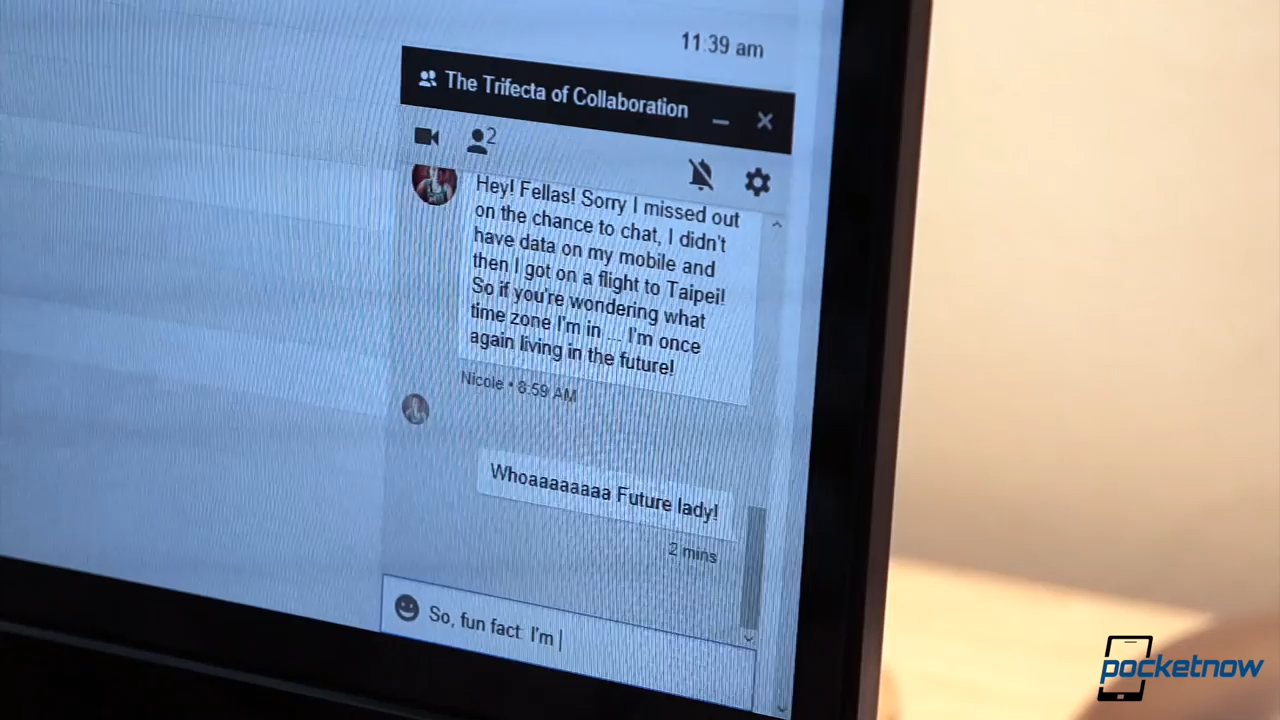 11:39 am
The Trifecta of Collaboration
2
Hey! Fellas! Sorry I missed out
on the chance to chat, I didn't
have data on my mobile and
then I got on a flight to Taipei!
So if you're wondering what
time zone I'm in ... I'm once
again living in the future!
Nicole • 8:59 AM
Whoaaaaaaaa Future lady!
2 mins
So, fun fact: I'm
pocketnow